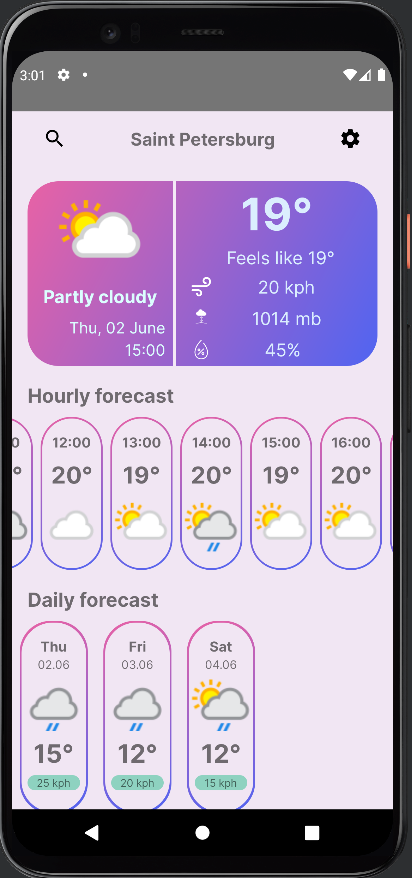 3:01
Saint Petersburg
19°
Feels like 19°
Partly cloudy
20 kph
Thu, 02 June
1014 mb
15:00
45%
Hourly forecast
0 12:00 13:00 14:00 15:00 16:00
° 20° 19° 20° 19° 20°
Daily forecast
Thu Fri Sat
02.06 03.06 04.06
15° 12° 12°
25 kph 20 kph 15 kph